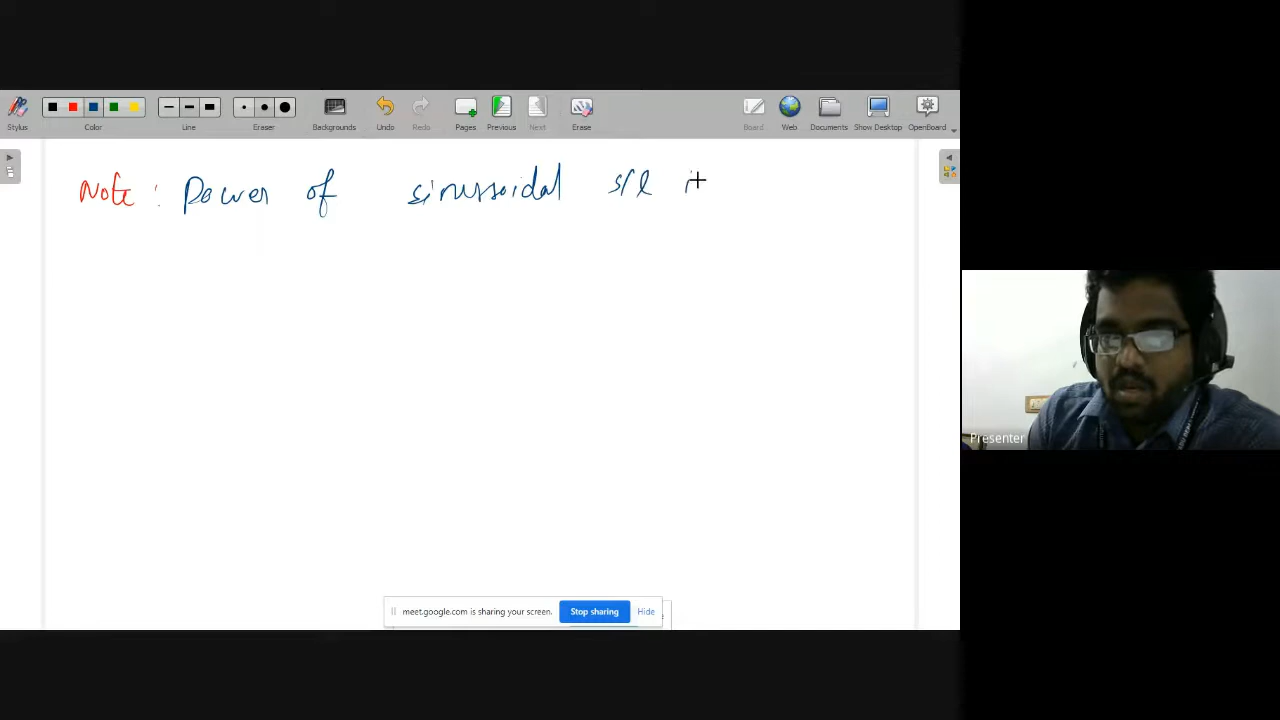 Stylus Color Line Eraser Backgrounds Undo Redo Pages Previous Next Erase Board Web Documents Show Desktop OpenBoard
Note : Power of sinussoidal s/l i
Presenter
meet.google.com is sharing your screen. Stop sharing Hide